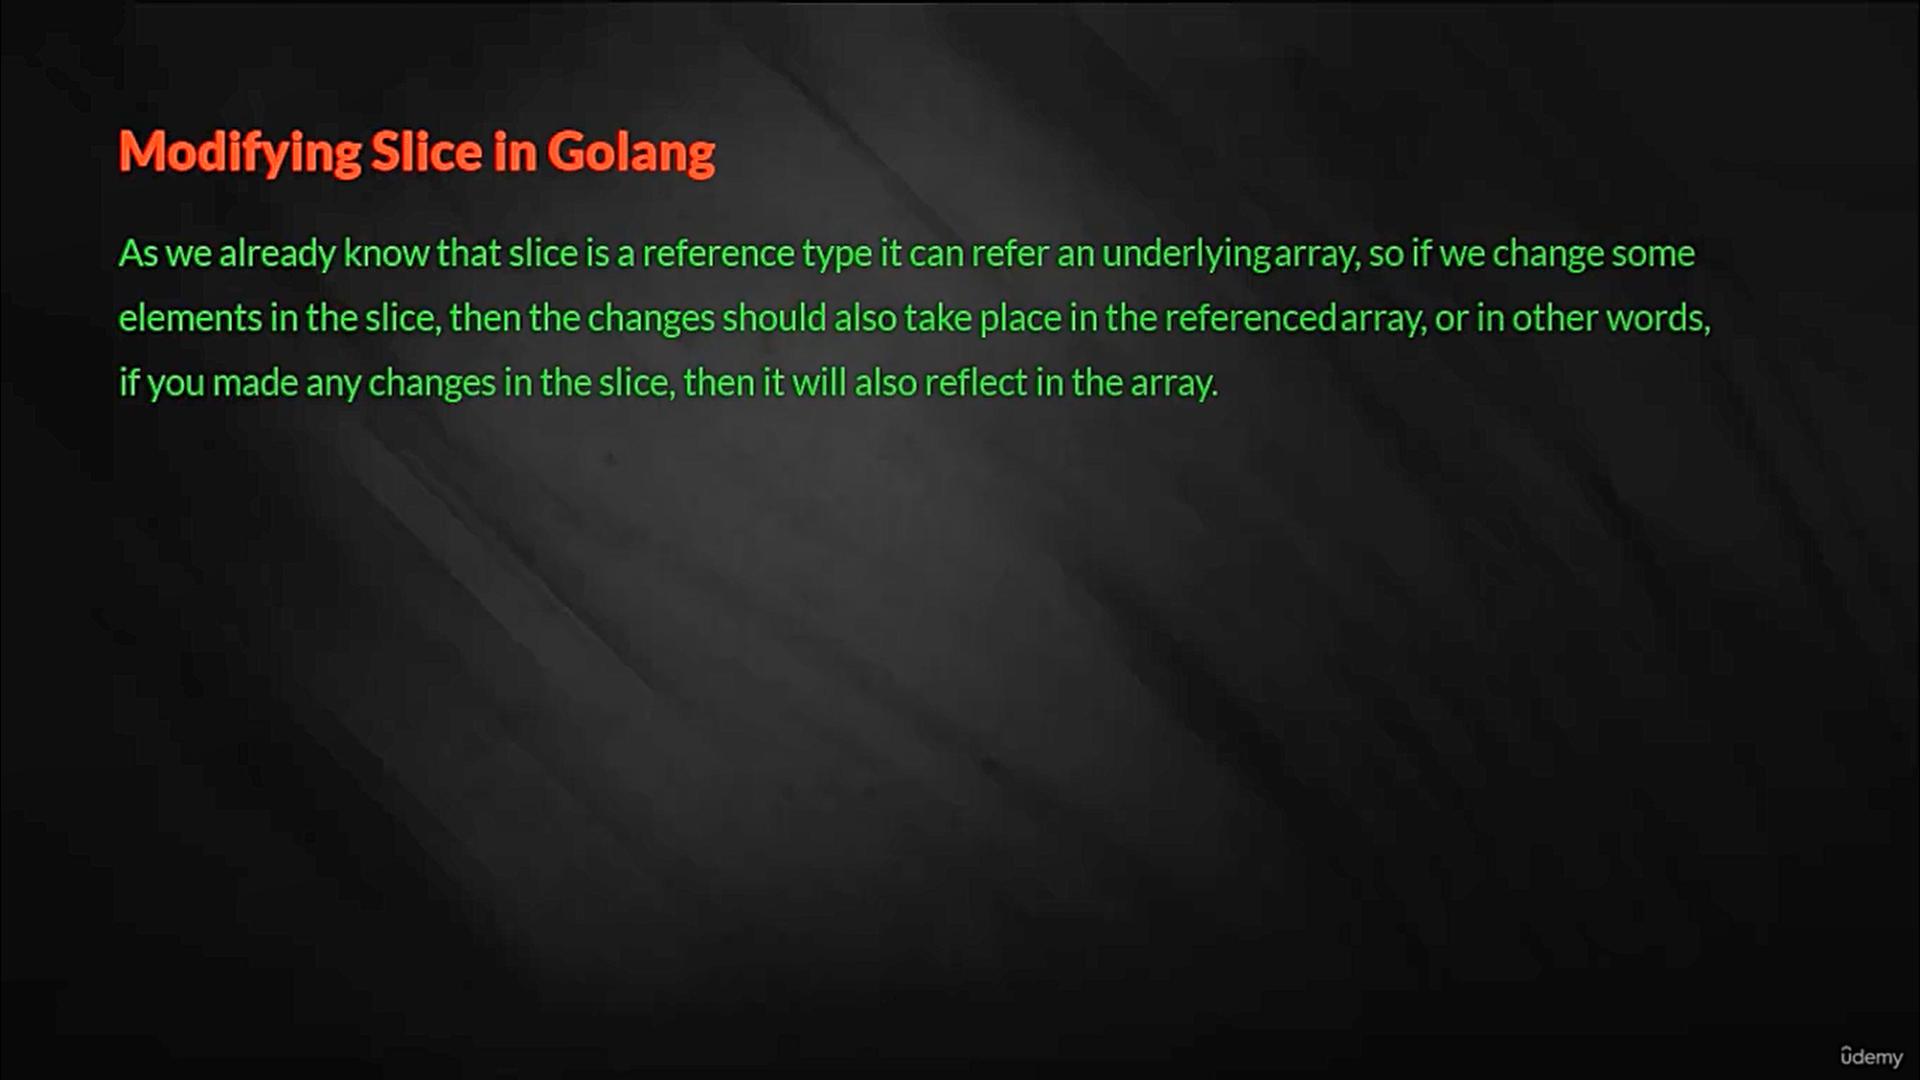 Modifying Slice in Golang
As we already know that slice is a reference type it can refer an underlying array, so if we change some
elements in the slice, then the changes should also take place in the referenced array, or in other words,
if you made any changes in the slice, then it will also reflect in the array.
ûdemy